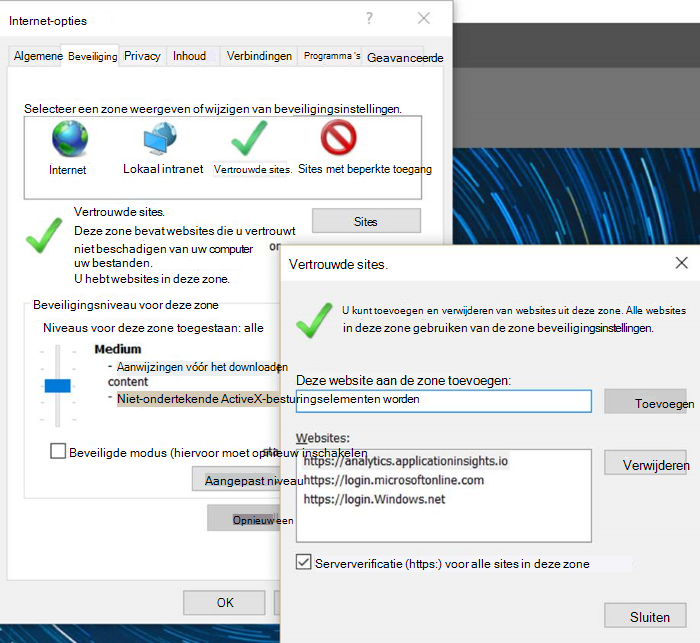 Internet-opties
?
Algemene Beveiliging Privacy Inhoud Verbindingen Programma's Geavanceerde
Selecteer een zone weergeven of wijzigen van beveiligingsinstellingen.
Internet
Lokaal intranet
Vertrouwde sites.
Sites met beperkte toegang
Vertrouwde sites.
Sites
Deze zone bevat websites die u vertrouwt
niet beschadigen van uw computer
uw bestanden.
U hebt websites in deze zone.
Beveiligingsniveau voor deze zone
Niveaus voor deze zone toegestaan: alle
Medium
- Aanwijzingen vóór het downloaden
content
- Niet-ondertekende ActiveX-besturingselementen worden
Beveiligde modus (hiervoor moet opnieuw inschakelen
Aangepast niveau
Opnieuw een
OK
Vertrouwde sites.
U kunt toevoegen en verwijderen van websites uit deze zone. Alle websites
in deze zone gebruiken van de zone beveiligingsinstellingen.
Deze website aan de zone toevoegen:
Toevoegen
Websites:
https://analytics.applicationinsights.io
https://login.microsoftonline.com
https://login.Windows.net
Verwijderen
Serververificatie (https:) voor alle sites in deze zone
Sluiten